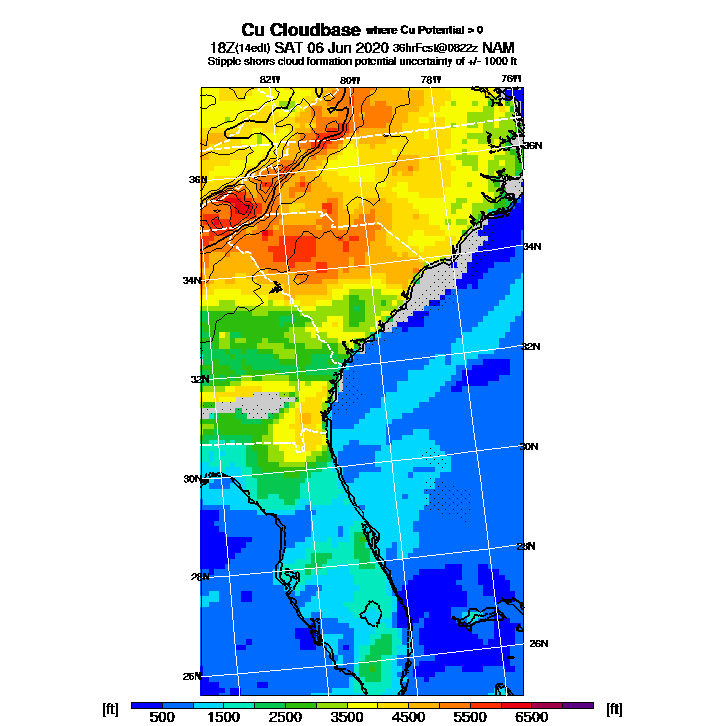 Cu Cloudbase where Cu Potential > 0
18Z(14edt) SAT 06 Jun 2020 36hrFcst@0822z NAM
Stipple shows cloud formation potential uncertainty of +/- 1000 ft
82W 80W 78W 76W
36N
36N
34N
34N
32N
32N
30N
30N
28N
28N
26N
26N
[ft] 500 1500 2500 3500 4500 5500 6500 [ft]